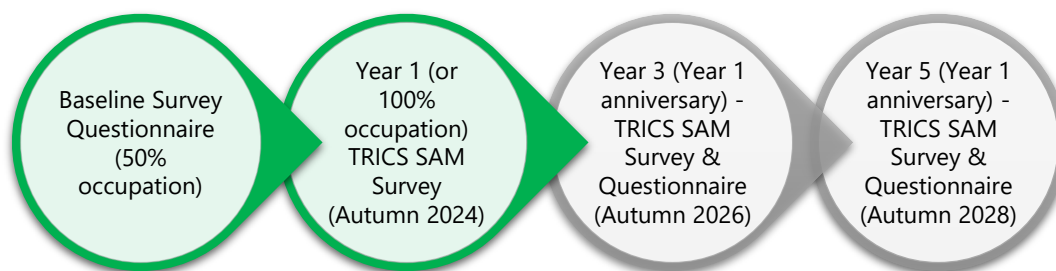 Baseline Survey
Questionnaire
(50%
occupation)
Year 1 (or
100%
occupation)
TRICS SAM
Survey
(Autumn 2024)
Year 3 (Year 1
anniversary) -
TRICS SAM
Survey &
Questionnaire
(Autumn 2026)
Year 5 (Year 1
anniversary) -
TRICS SAM
Survey &
Questionnaire
(Autumn 2028)